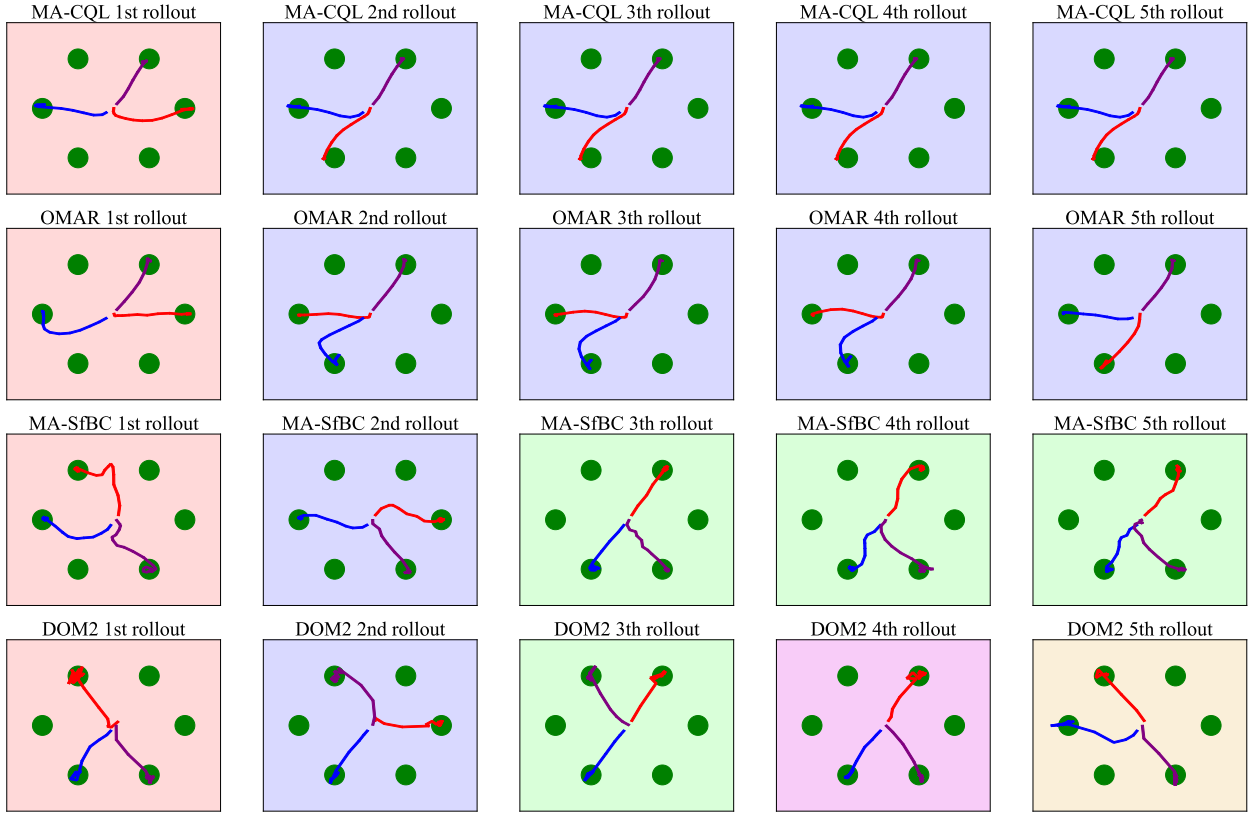 MA-CQL 1st rollout
MA-CQL 2nd rollout
MA-CQL 3th rollout
MA-CQL 4th rollout
MA-CQL 5th rollout
OMAR 1st rollout
OMAR 2nd rollout
OMAR 3th rollout
OMAR 4th rollout
OMAR 5th rollout
MA-SfBC 1st rollout
MA-SfBC 2nd rollout
MA-SfBC 3th rollout
MA-SfBC 4th rollout
MA-SfBC 5th rollout
DOM2 1st rollout
DOM2 2nd rollout
DOM2 3th rollout
DOM2 4th rollout
DOM2 5th rollout